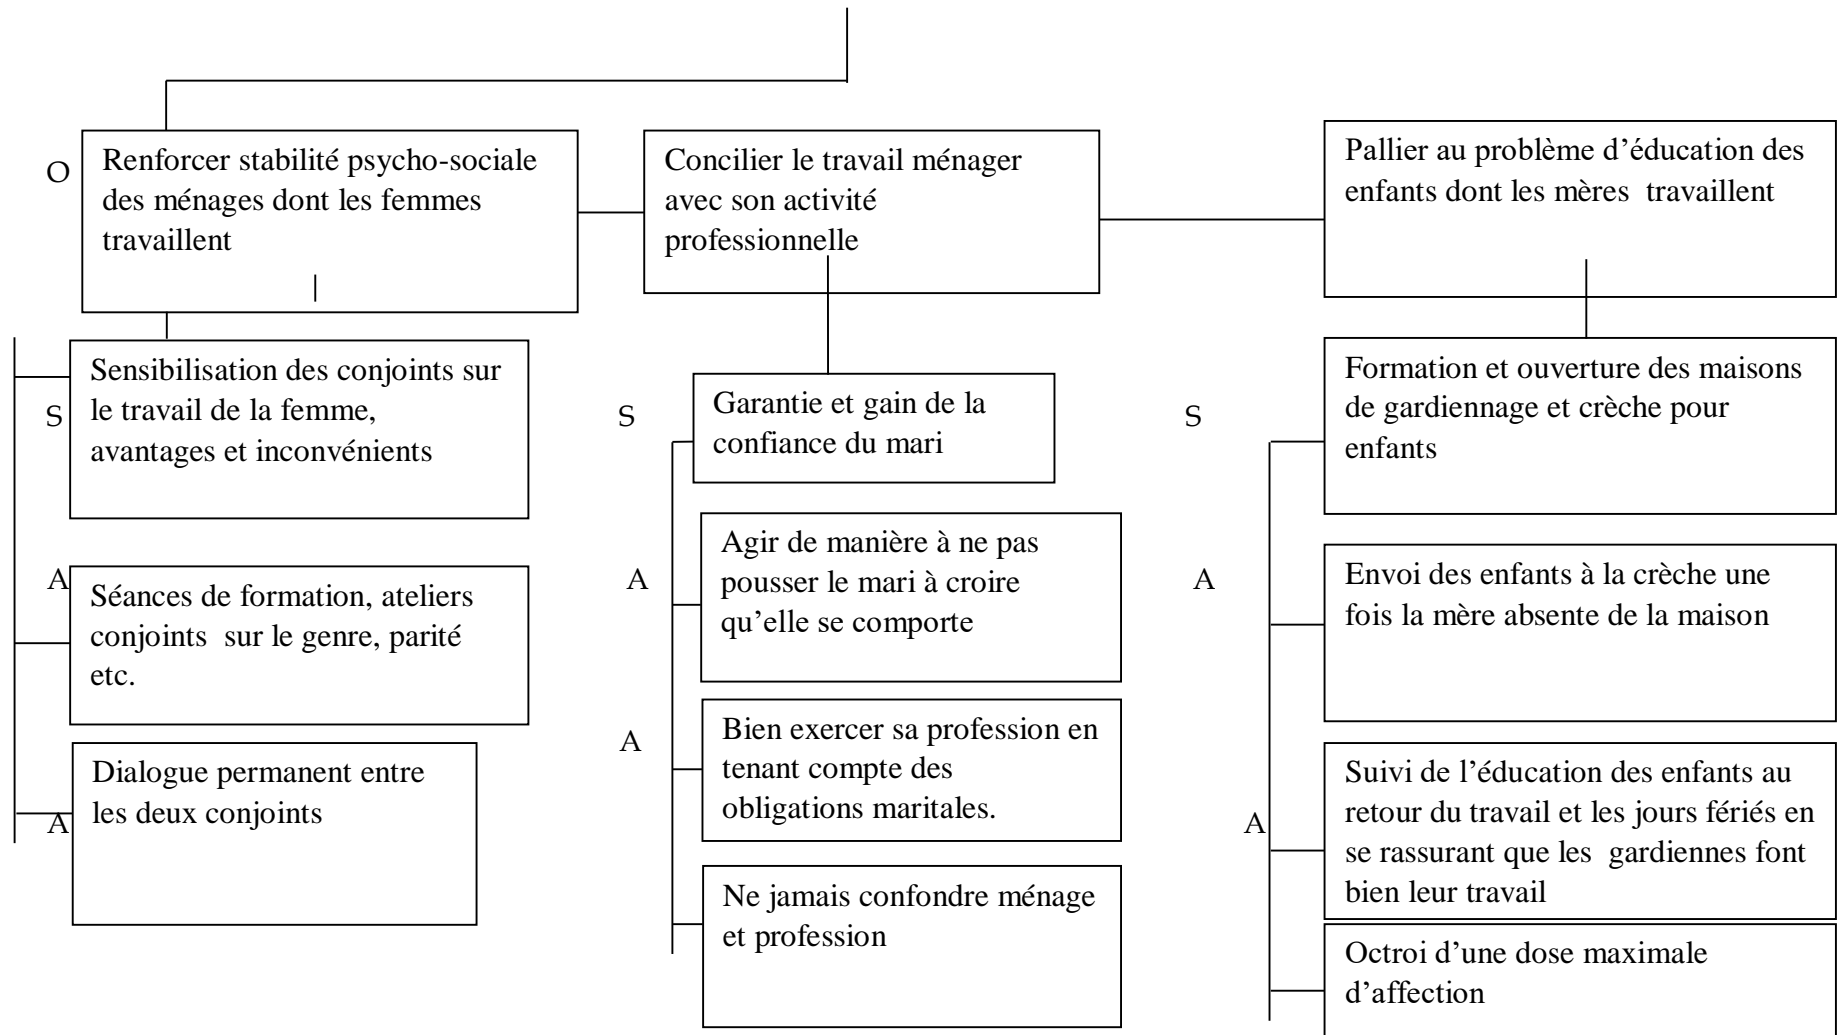 O
Renforcer stabilité psycho-sociale
des ménages dont les femmes
travaillent
Concilier le travail ménager
avec son activité
professionnelle
Pallier au problème d’éducation des
enfants dont les mères travaillent
S
Sensibilisation des conjoints sur
le travail de la femme,
avantages et inconvénients
A
Séances de formation, ateliers
conjoints sur le genre, parité
etc.
A
Dialogue permanent entre
les deux conjoints
S
Garantie et gain de la
confiance du mari
A
Agir de manière à ne pas
pousser le mari à croire
qu’elle se comporte
A
Bien exercer sa profession en
tenant compte des
obligations maritales.
Ne jamais confondre ménage
et profession
S
Formation et ouverture des maisons
de gardiennage et crèche pour
enfants
A
Envoi des enfants à la crèche une
fois la mère absente de la maison
A
Suivi de l’éducation des enfants au
retour du travail et les jours fériés en
se rassurant que les gardiennes font
bien leur travail
Octroi d’une dose maximale
d’affection